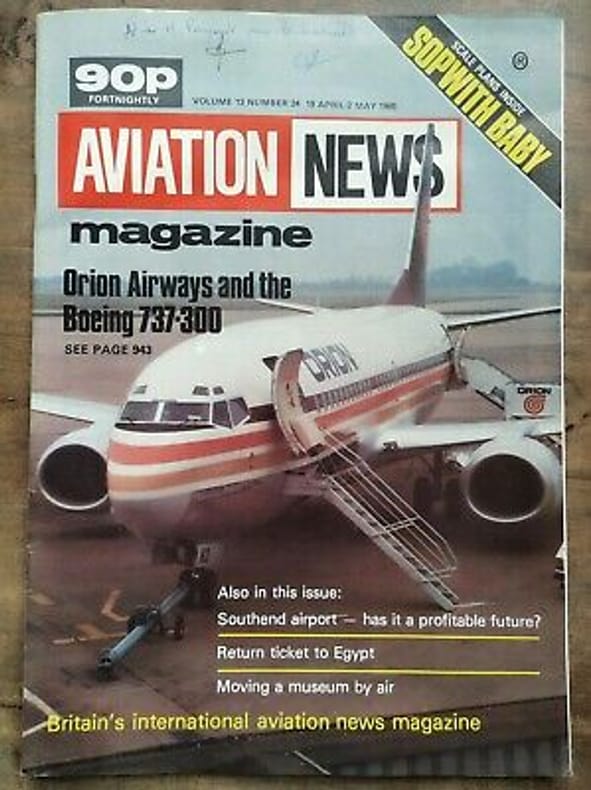 SCALE PLANS INSIDE
SOPWITH BABY
90p
FORTNIGHTLY
VOLUME 13 NUMBER 24 19 APRIL-2 MAY
AVIATION NEWS
magazine
Orion Airways and the
Boeing 737-300
SEE PAGE 943
ORION
ORION
Also in this issue:
Southend airport — has it a profitable future?
Return ticket to Egypt
Moving a museum by air
Britain's international aviation news magazine